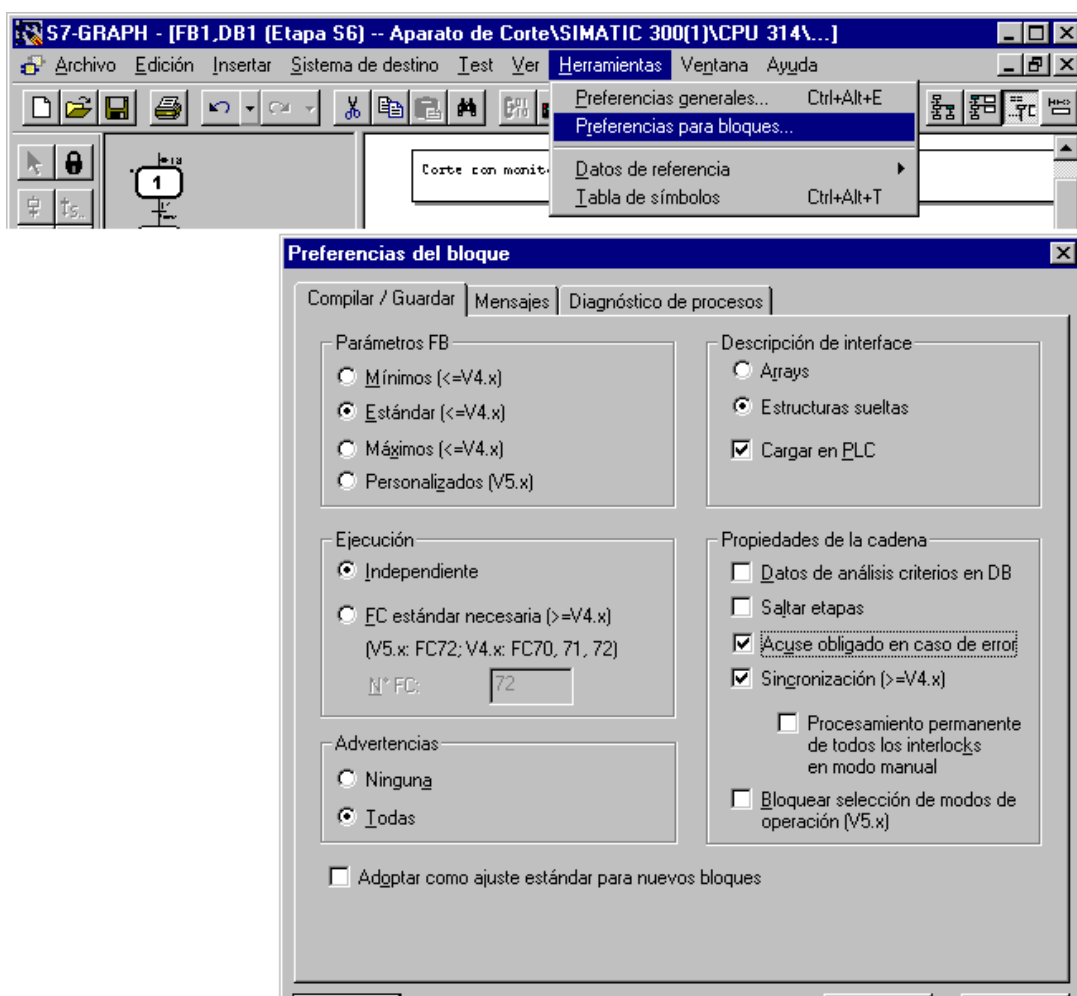 S7-GRAPH - [FB1,DB1 (Etapa S6) -- Aparato de Corte\SIMATIC 300(1)\CPU 314\...]
Archivo Edición Insertar Sistema de destino Test Ver Herramientas Ventana Ayuda
Preferencias generales... Ctrl+Alt+E
Preferencias para bloques...
Datos de referencia
Tabla de símbolos Ctrl+Alt+T
1
Corte con monit
Preferencias del bloque
Compilar / Guardar Mensajes Diagnóstico de procesos
Parámetros FB
Mínimos (<=V4.x)
Estándar (<=V4.x)
Máximos (<=V4.x)
Personalizados (V5.x)
Descripción de interface
Arrays
Estructuras sueltas
Cargar en PLC
Ejecución
Independiente
FC estándar necesaria (>=V4.x)
(V5.x: FC72; V4.x: FC70, 71, 72)
N° FC: 72
Propiedades de la cadena
Datos de análisis criterios en DB
Saltar etapas
Acuse obligado en caso de error
Sincronización (>=V4.x)
Procesamiento permanente
de todos los interlocks
en modo manual
Bloquear selección de modos de
operación (V5.x)
Advertencias
Ninguna
Todas
Adoptar como ajuste estándar para nuevos bloques